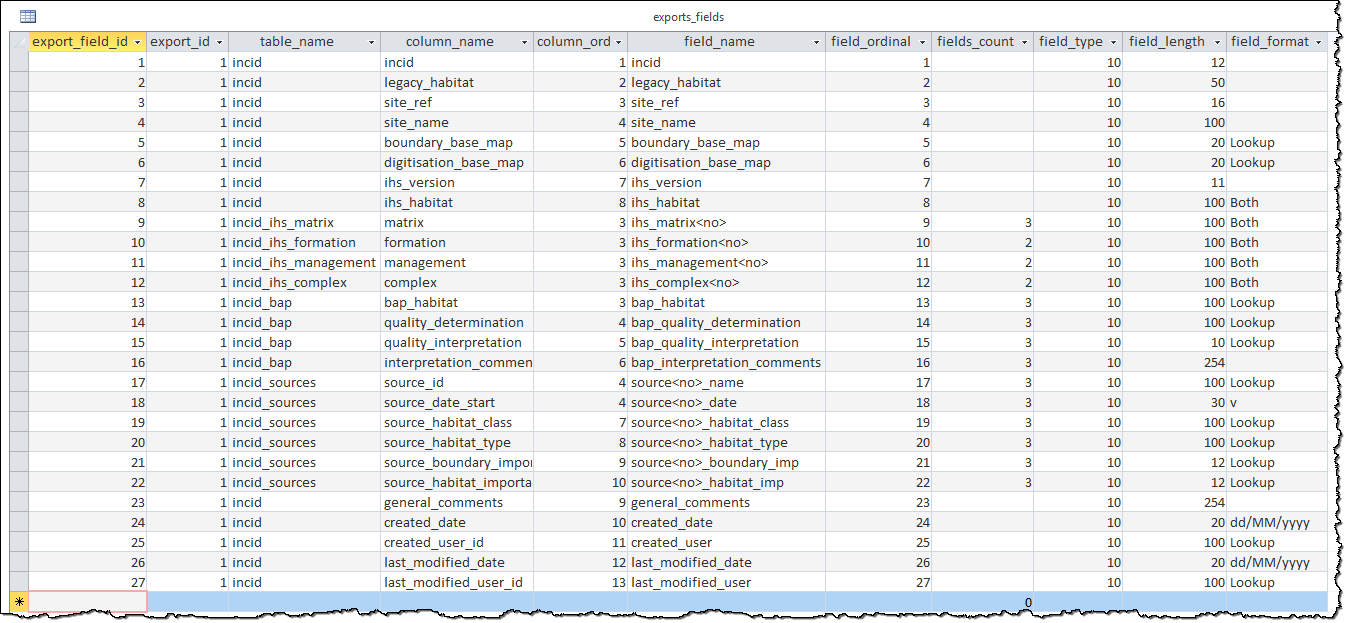 exports_fields
export_field_id export_id table_name column_name column_ord field_name field_ordinal fields_count field_type field_length field_format
1 1 incid incid 1 incid 1 10 12
2 1 incid legacy_habitat 2 legacy_habitat 2 10 50
3 1 incid site_ref 3 site_ref 3 10 16
4 1 incid site_name 4 site_name 4 10 100
5 1 incid boundary_base_map 5 boundary_base_map 5 10 20 Lookup
6 1 incid digitisation_base_map 6 digitisation_base_map 6 10 20 Lookup
7 1 incid ihs_version 7 ihs_version 7 10 11
8 1 incid ihs_habitat 8 ihs_habitat 8 10 100 Both
9 1 incid_ihs_matrix matrix 3 ihs_matrix<no> 9 3 10 100 Both
10 1 incid_ihs_formation formation 3 ihs_formation<no> 10 2 10 100 Both
11 1 incid_ihs_management management 3 ihs_management<no> 11 2 10 100 Both
12 1 incid_ihs_complex complex 3 ihs_complex<no> 12 2 10 100 Both
13 1 incid_bap bap_habitat 3 bap_habitat 13 3 10 100 Lookup
14 1 incid_bap quality_determination 4 bap_quality_determination 14 3 10 100 Lookup
15 1 incid_bap quality_interpretation 5 bap_quality_interpretation 15 3 10 10 Lookup
16 1 incid_bap interpretation_commen 6 bap_interpretation_comments 16 3 10 254
17 1 incid_sources source_id 4 source<no>_name 17 3 10 100 Lookup
18 1 incid_sources source_date_start 4 source<no>_date 18 3 10 30 v
19 1 incid_sources source_habitat_class 7 source<no>_habitat_class 19 3 10 100 Lookup
20 1 incid_sources source_habitat_type 8 source<no>_habitat_type 20 3 10 100 Lookup
21 1 incid_sources source_boundary_impo 9 source<no>_boundary_imp 21 3 10 12 Lookup
22 1 incid_sources source_habitat_importa 10 source<no>_habitat_imp 22 3 10 12 Lookup
23 1 incid general_comments 9 general_comments 23 10 254
24 1 incid created_date 10 created_date 24 10 20 dd/MM/yyyy
25 1 incid created_user_id 11 created_user 25 10 100 Lookup
26 1 incid last_modified_date 12 last_modified_date 26 10 20 dd/MM/yyyy
27 1 incid last_modified_user_id 13 last_modified_user 27 10 100 Lookup
0